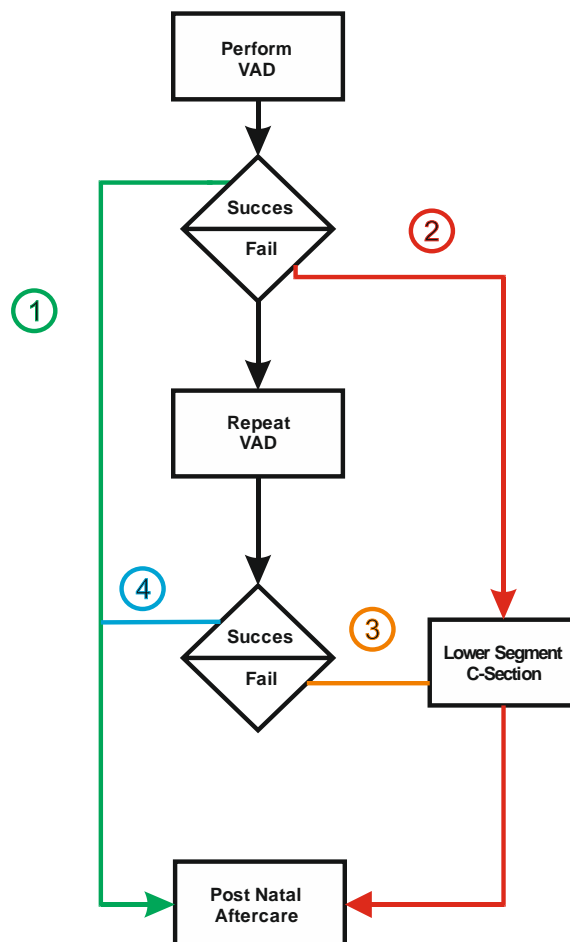 Perform
VAD
Succes
Fail
2
1
Repeat
VAD
4
3
Succes
Fail
Lower Segment
C-Section
Post Natal
Aftercare